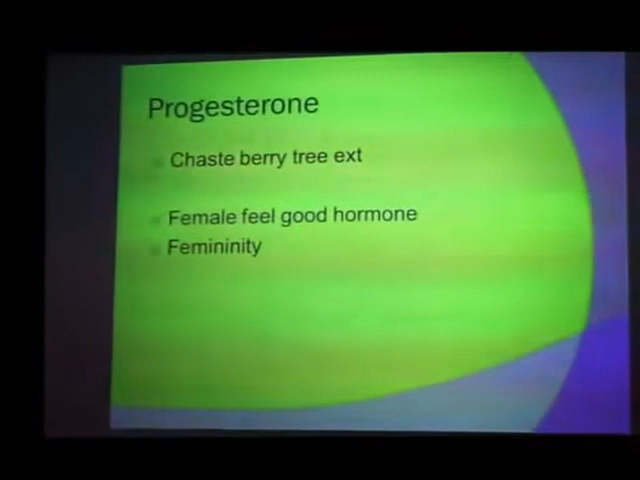 Progesterone
Chaste berry tree ext
Female feel good hormone
Femininity